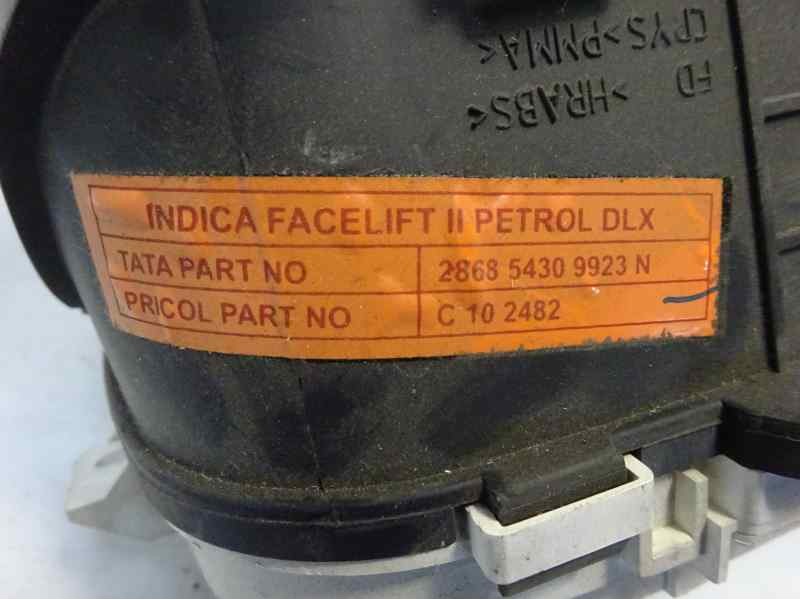 INDICA FACELIFT II PETROL DLX
TATA PART NO 2868 5430 9923 N
PRICOL PART NO C 10 2482
FD >HRABS<
CPYS>PMMA<